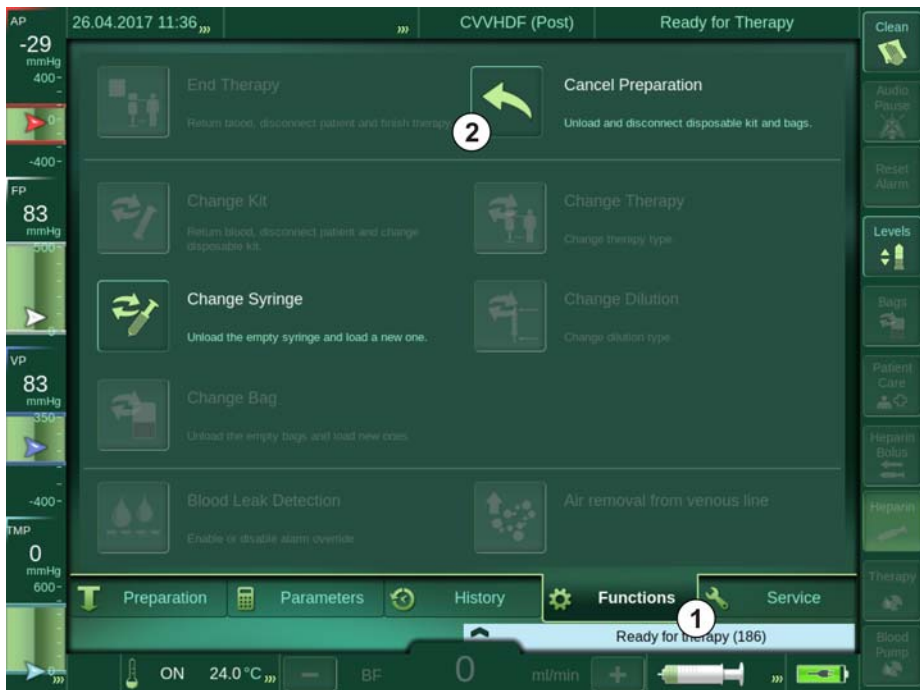 AP
-29
mmHg
400
0
-400
FP
83
mmHg
500
0
VP
83
mmHg
350
-400
TMP
0
mmHg
600
26.04.2017 11:36
CVVHDF (Post)
Ready for Therapy
End Therapy
Return blood, disconnect patient and finish therapy.
2
Cancel Preparation
Unload and disconnect disposable kit and bags.
Change Kit
Return blood, disconnect patient and change
disposable kit.
Change Therapy
Change therapy type.
Change Syringe
Unload the empty syringe and load a new one.
Change Dilution
Change dilution type.
Change Bag
Unload the empty bags and load new ones.
Blood Leak Detection
Enable or disable alarm override.
Air removal from venous line
Preparation
Parameters
History
Functions
1
Service
Ready for therapy (186)
ON 24.0 °C
BF 0 ml/min
Clean
Audio
Pause
Reset
Alarm
Levels
Bags
Patient
Care
Heparin
Bolus
Heparin
Therapy
Blood
Pump